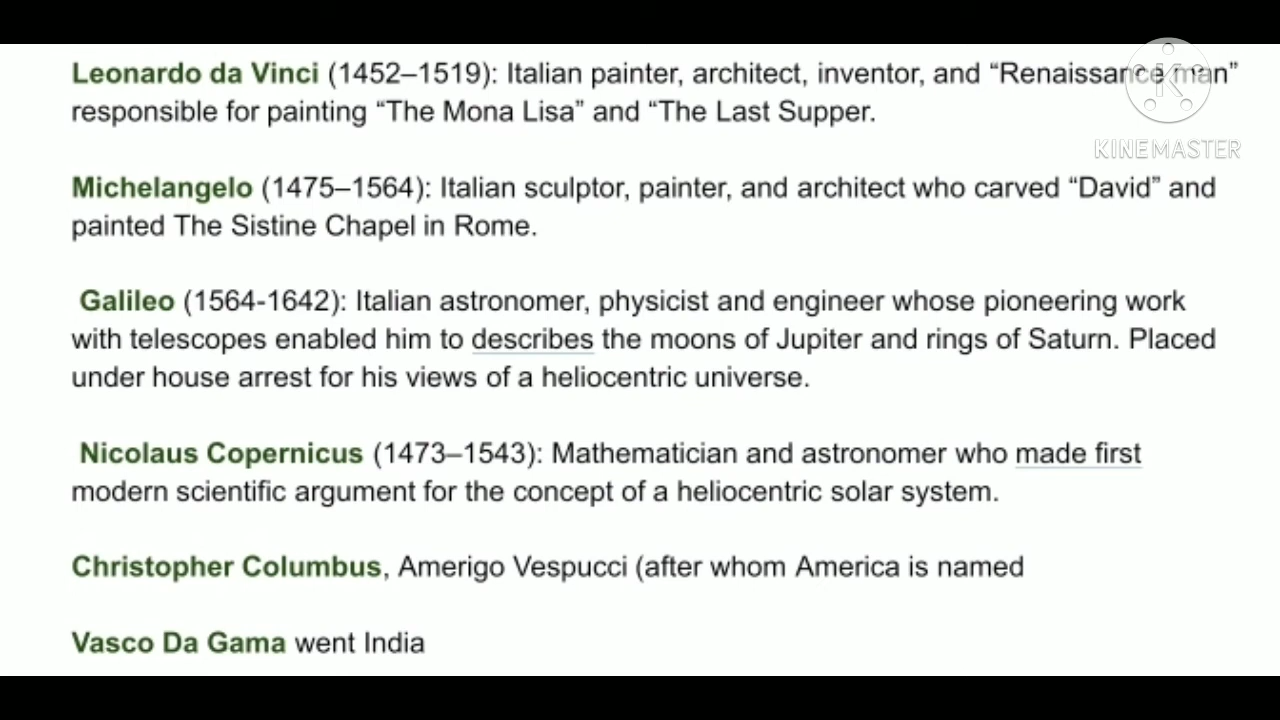 Leonardo da Vinci (1452–1519): Italian painter, architect, inventor, and “Renaissance man”
responsible for painting “The Mona Lisa” and “The Last Supper.
KINEMASTER
Michelangelo (1475–1564): Italian sculptor, painter, and architect who carved “David” and
painted The Sistine Chapel in Rome.
Galileo (1564-1642): Italian astronomer, physicist and engineer whose pioneering work
with telescopes enabled him to describes the moons of Jupiter and rings of Saturn. Placed
under house arrest for his views of a heliocentric universe.
Nicolaus Copernicus (1473–1543): Mathematician and astronomer who made first
modern scientific argument for the concept of a heliocentric solar system.
Christopher Columbus, Amerigo Vespucci (after whom America is named
Vasco Da Gama went India